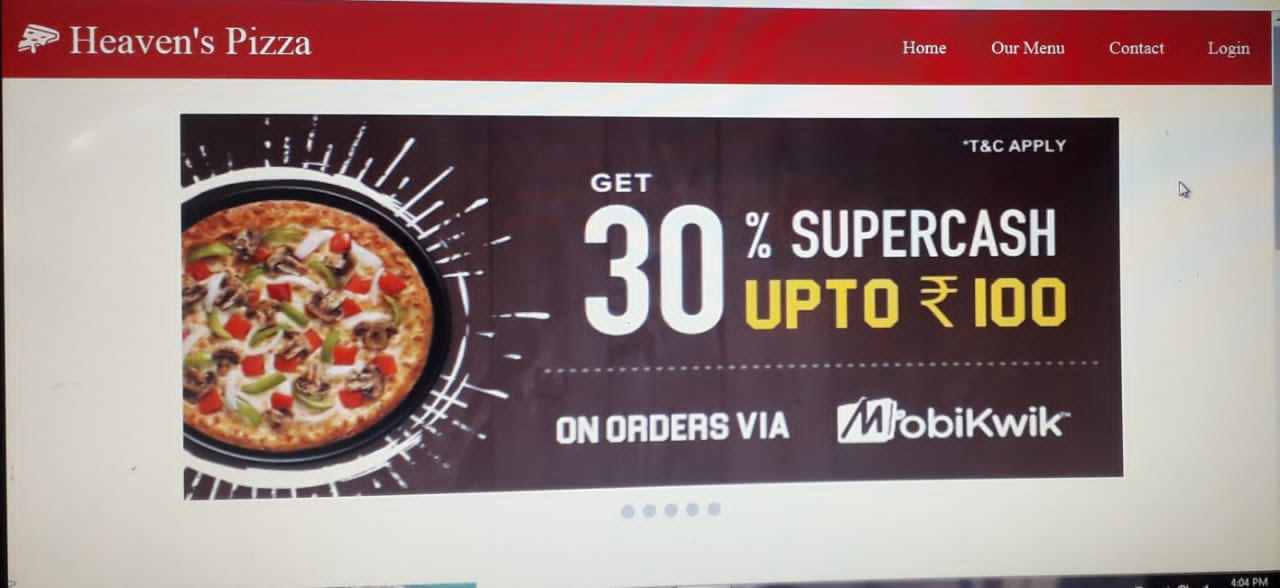 Heaven's Pizza
Home Our Menu Contact Login
*T&C APPLY
GET
30% SUPERCASH
UPTO ₹100
ON ORDERS VIA MobiKwik™
4:04 PM